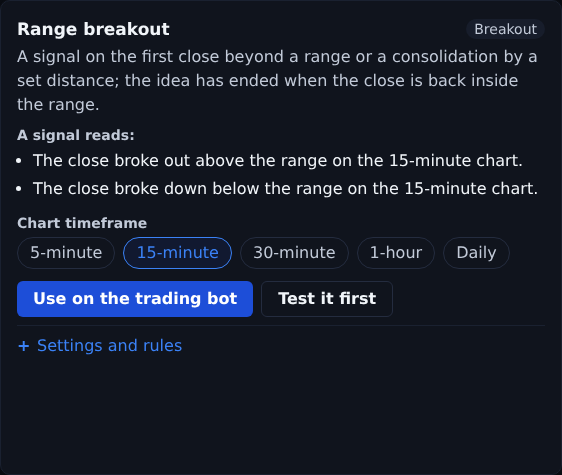 Range breakout
Breakout
A signal on the first close beyond a range or a consolidation by a
set distance; the idea has ended when the close is back inside
the range.
A signal reads:
• The close broke out above the range on the 15-minute chart.
• The close broke down below the range on the 15-minute chart.
Chart timeframe
5-minute 15-minute 30-minute 1-hour Daily
Use on the trading bot Test it first
+ Settings and rules